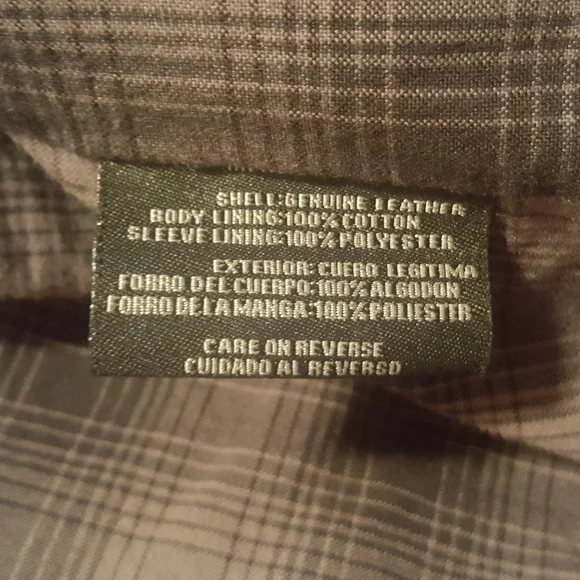 SHELL:GENUINE LEATHER
BODY LINING:100%COTTON
SLEEVE LINING:100%POLYESTER
EXTERIOR: CUERO LEGITIMA
FORRO DEL CUERPO:100%ALGODON
FORRO DE LA MANGA:100%POLIESTER
CARE ON REVERSE
CUIDADO AL REVERSO